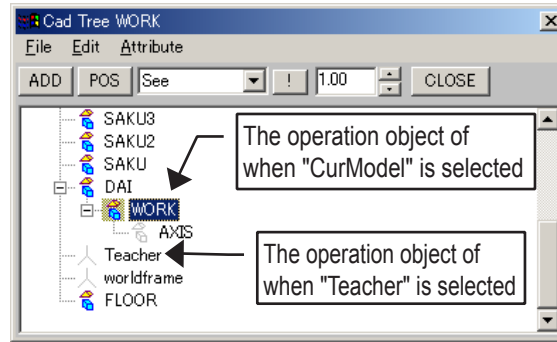 Cad Tree WORK
File Edit Attribute
ADD POS See ! 1.00 CLOSE
SAKU3
SAKU2
SAKU
DAI
WORK
AXIS
Teacher
worldframe
FLOOR
The operation object of
when "CurModel" is selected
The operation object of
when "Teacher" is selected